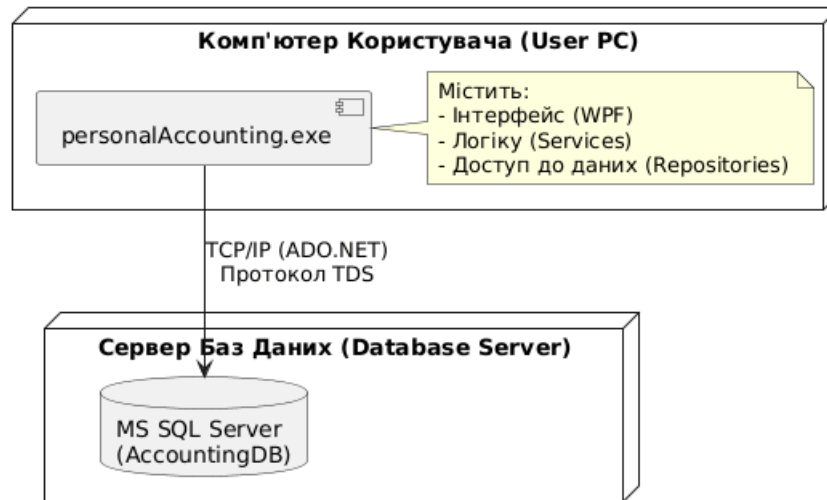 Комп'ютер Користувача (User PC)
personalAccounting.exe
Містить:
- Інтерфейс (WPF)
- Логіку (Services)
- Доступ до даних (Repositories)
TCP/IP (ADO.NET)
Протокол TDS
Сервер Баз Даних (Database Server)
MS SQL Server
(AccountingDB)